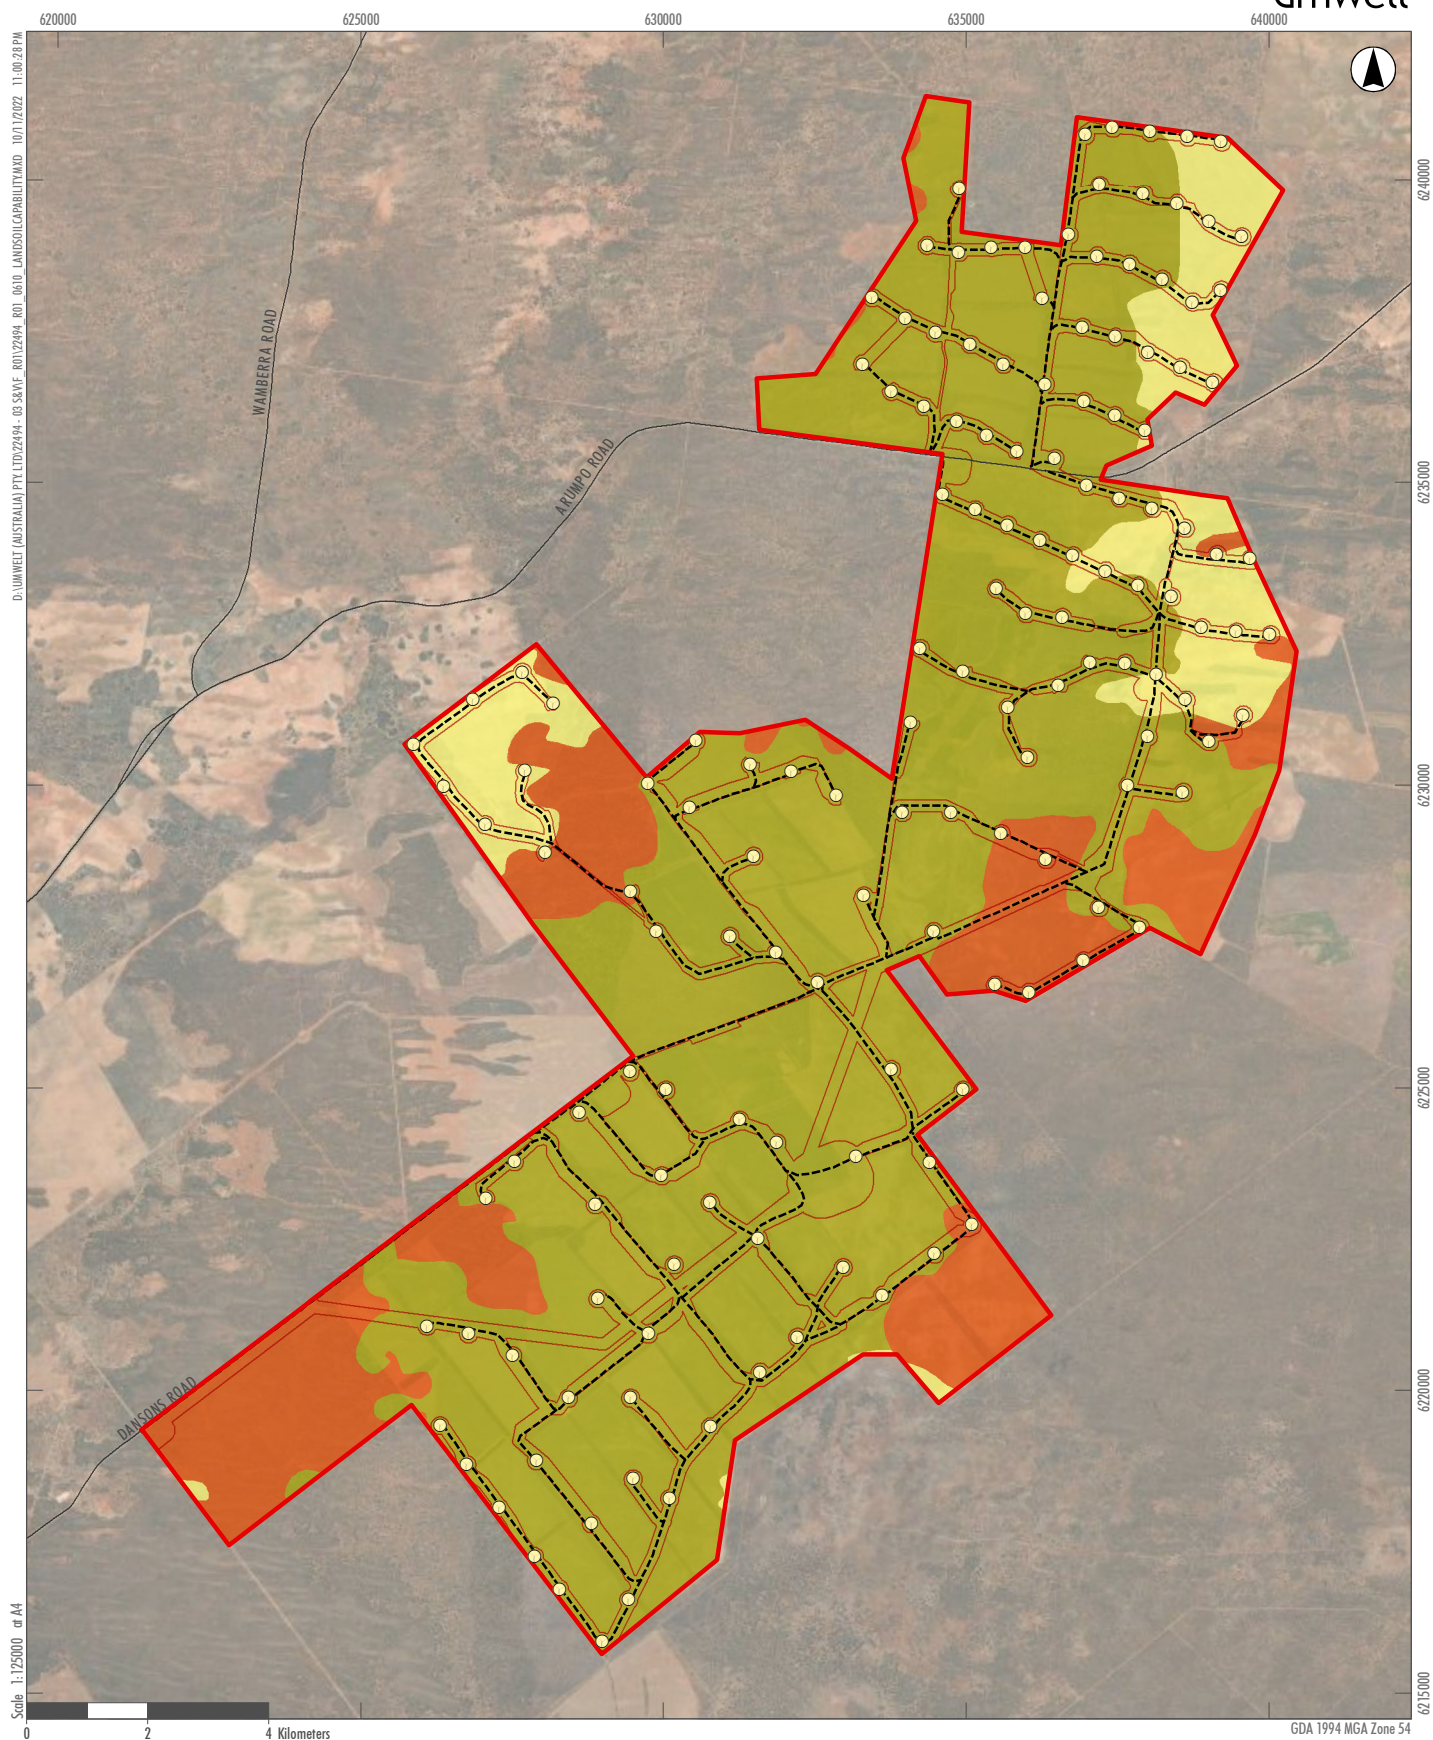 umwelt
620000 625000 630000 635000 640000
D:\UMWELT (AUSTRALIA) PTY. LTD\22494 - 03 S&V\F_R01\22494_R01_0610_LANDSOILCAPABILITY.MXD 10/11/2022 11:00:28 PM
6240000
WAMBERRA ROAD
ARUMPO ROAD
6235000
6230000
6225000
6220000
DANSONS ROAD
6215000
Scale 1:125000 at A4
0 2 4 Kilometers
GDA 1994 MGA Zone 54